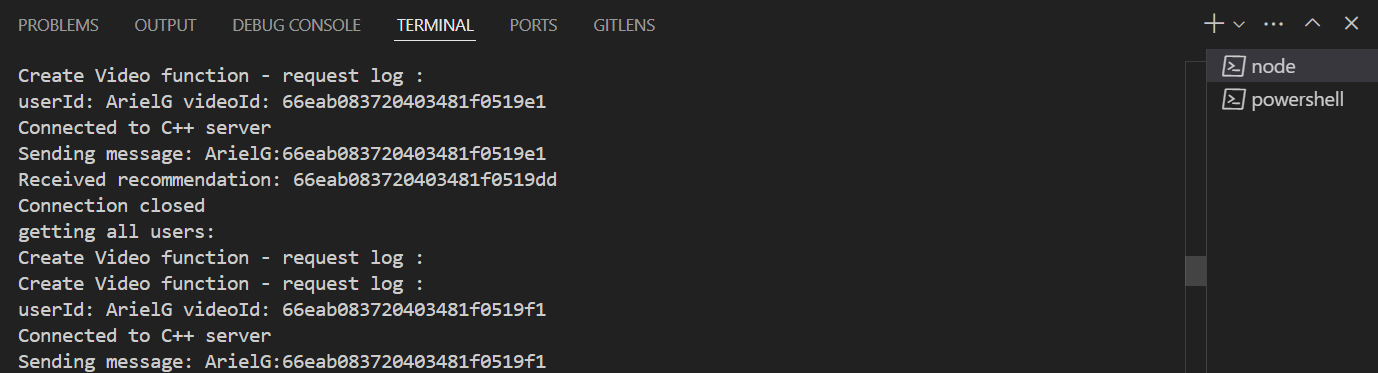 PROBLEMS OUTPUT DEBUG CONSOLE TERMINAL PORTS GITLENS
Create Video function - request log :
userId: ArielG videoId: 66eab083720403481f0519e1
Connected to C++ server
Sending message: ArielG:66eab083720403481f0519e1
Received recommendation: 66eab083720403481f0519dd
Connection closed
getting all users:
Create Video function - request log :
Create Video function - request log :
userId: ArielG videoId: 66eab083720403481f0519f1
Connected to C++ server
Sending message: ArielG:66eab083720403481f0519f1
node
powershell